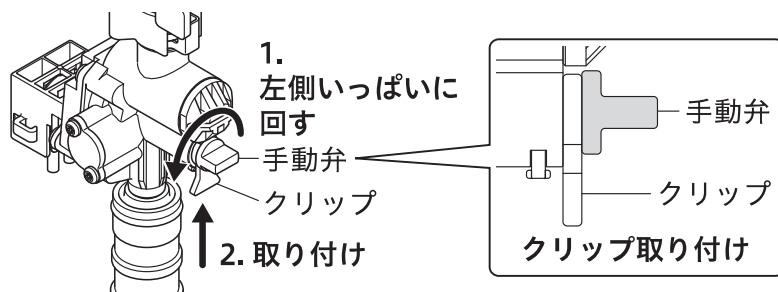 1.
左側いっぱいに
回す
手動弁
クリップ
2. 取り付け
手動弁
クリップ
クリップ取り付け